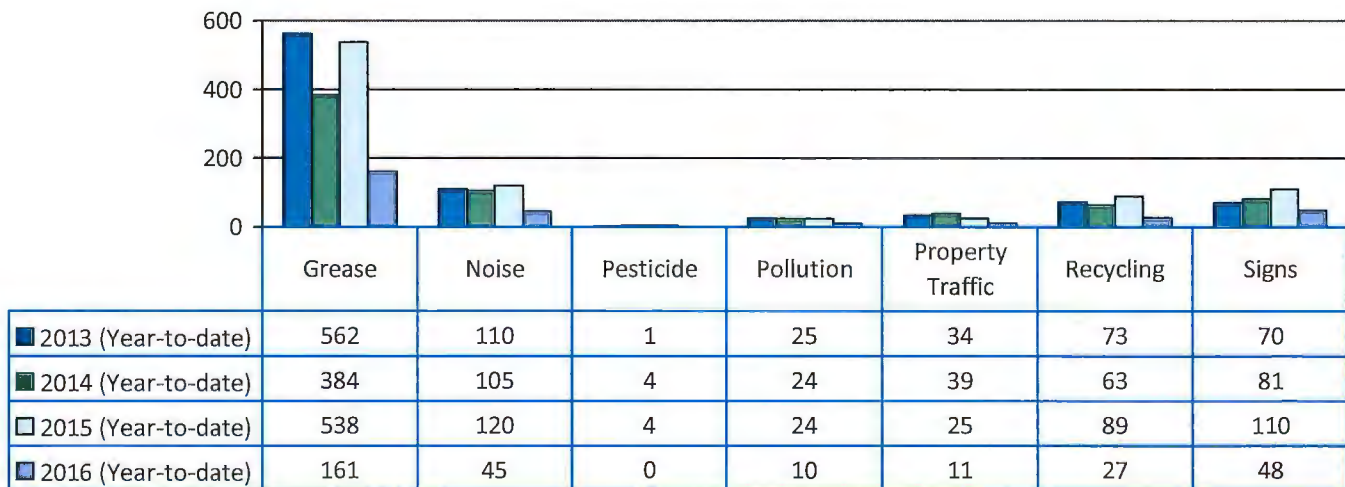 600
400
200
0
Grease Noise Pesticide Pollution Property Traffic Recycling Signs
2013 (Year-to-date) 562 110 1 25 34 73 70
2014 (Year-to-date) 384 105 4 24 39 63 81
2015 (Year-to-date) 538 120 4 24 25 89 110
2016 (Year-to-date) 161 45 0 10 11 27 48